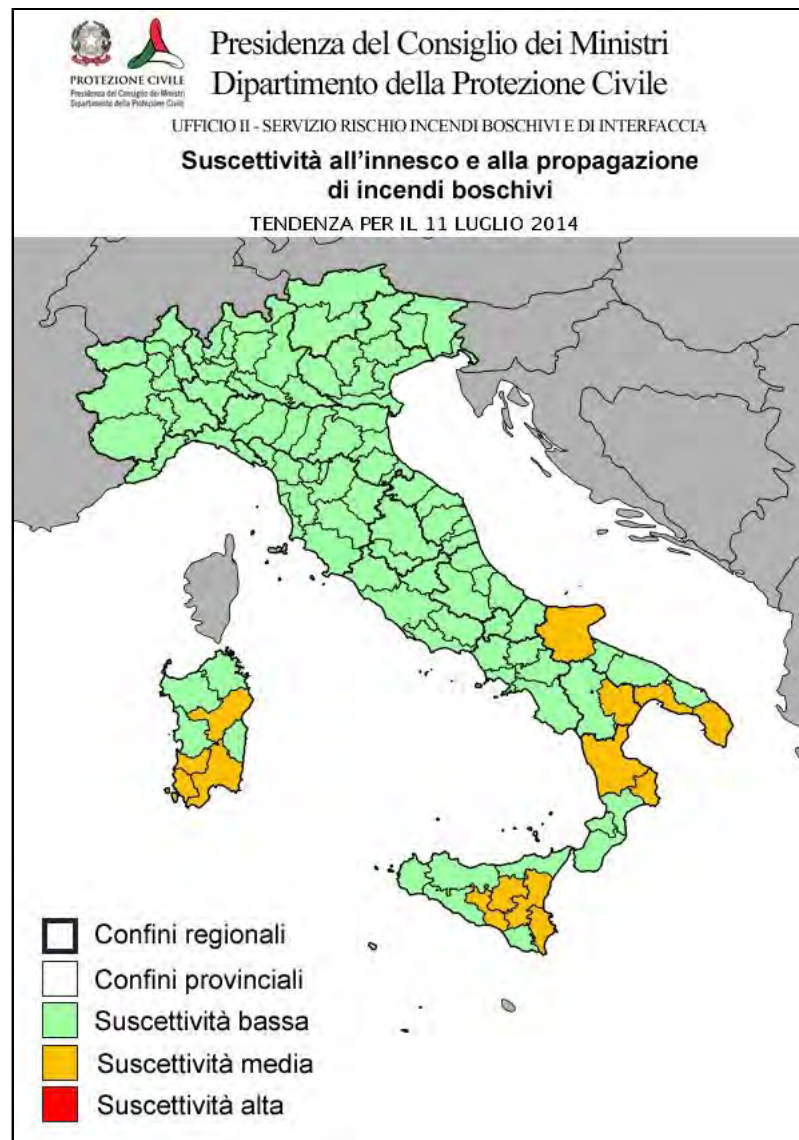 PROTEZIONE CIVILE
Presidenza del Consiglio dei Ministri
Dipartimento della Protezione Civile
Presidenza del Consiglio dei Ministri
Dipartimento della Protezione Civile
UFFICIO II - SERVIZIO RISCHIO INCENDI BOSCHIVI E DI INTERFACCIA
Suscettività all'innesco e alla propagazione
di incendi boschivi
TENDENZA PER IL 11 LUGLIO 2014
Confini regionali
Confini provinciali
Suscettività bassa
Suscettività media
Suscettività alta